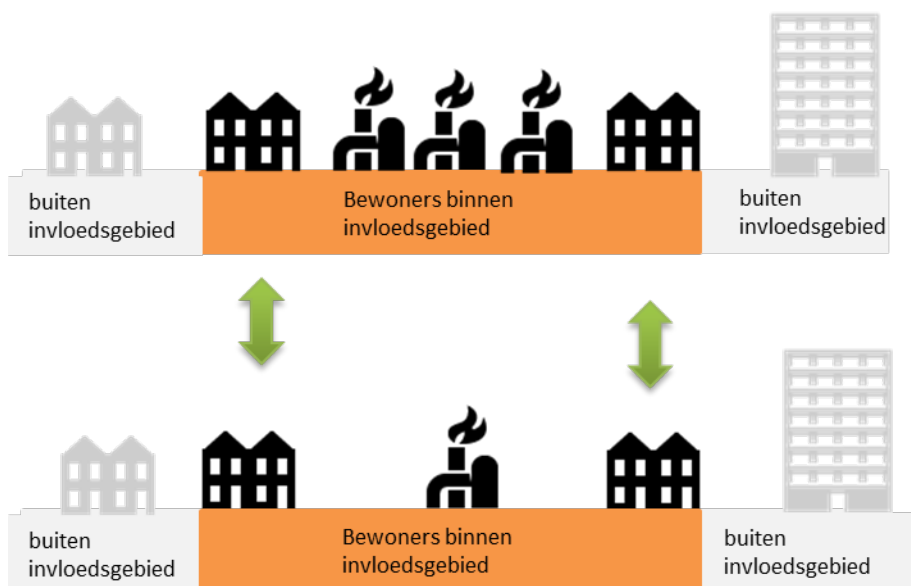 buiten
invloedsgebied
Bewoners binnen
invloedsgebied
buiten
invloedsgebied
buiten
invloedsgebied
Bewoners binnen
invloedsgebied
buiten
invloedsgebied